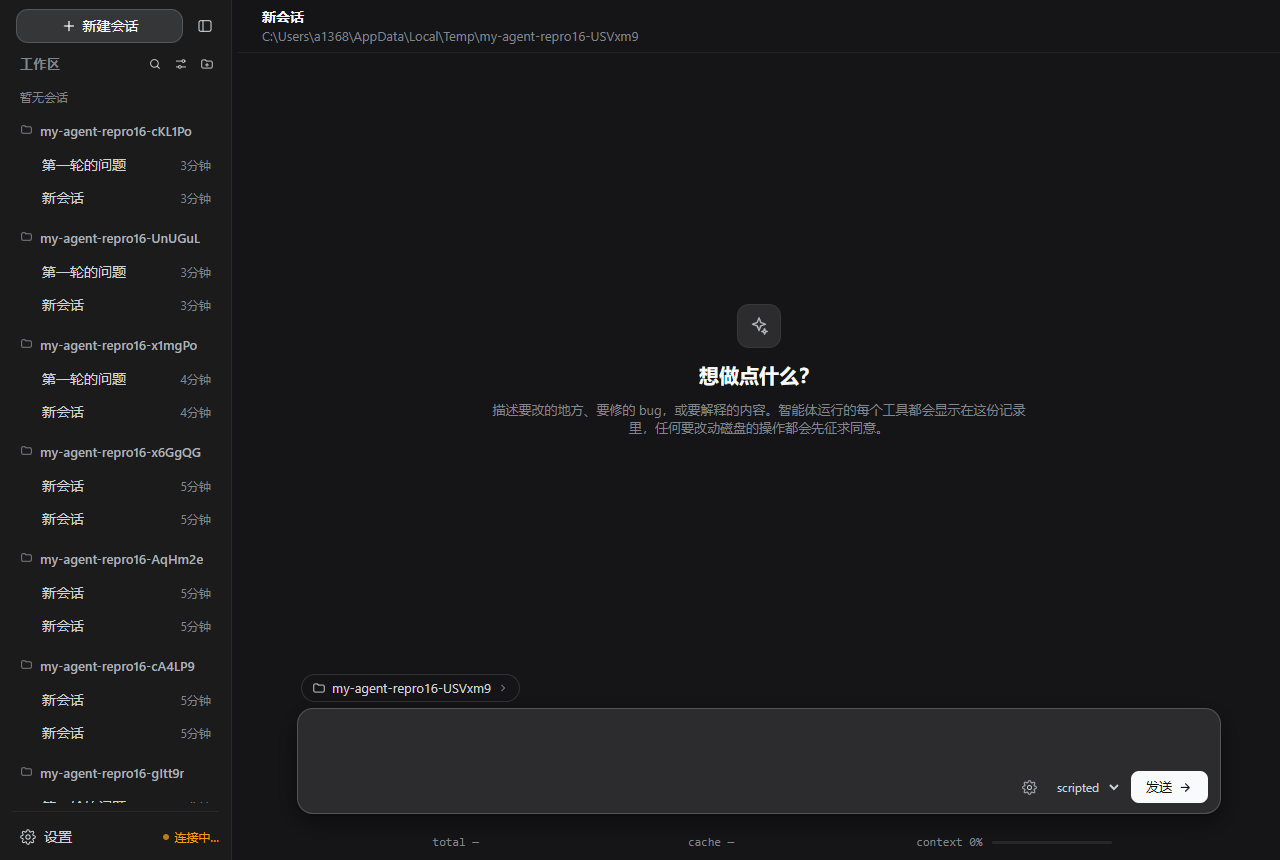 新建会话
工作区
暂无会话
my-agent-repro16-cKL1Po
第一轮的问题 3分钟
新会话 3分钟
my-agent-repro16-UnUGuL
第一轮的问题 3分钟
新会话 3分钟
my-agent-repro16-x1mgPo
第一轮的问题 4分钟
新会话 4分钟
my-agent-repro16-x6GgQG
新会话 5分钟
新会话 5分钟
my-agent-repro16-AqHm2e
新会话 5分钟
新会话 5分钟
my-agent-repro16-cA4LP9
新会话 5分钟
新会话 5分钟
设置 连接中...
新会话
C:\Users\a1368\AppData\Local\Temp\my-agent-repro16-USVxm9
想做点什么?
描述要改的地方、要修的 bug，或要解释的内容。智能体运行的每个工具都会显示在这份记录
里，任何要改动磁盘的操作都会先征求同意。
my-agent-repro16-USVxm9
scripted 发送
total — cache — context 0%